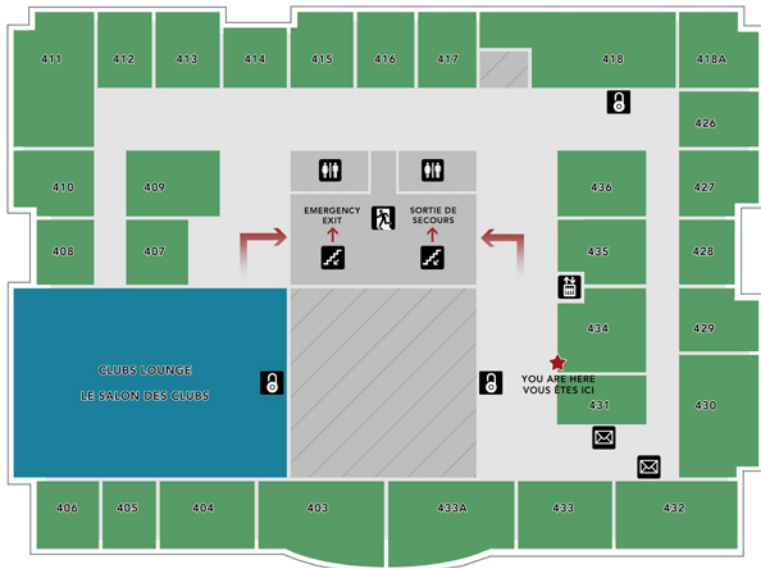 411
412
413
414
415
416
417
418
418A
426
410
409
436
427
EMERGENCY
EXIT
SORTIE DE
SECOURS
408
407
435
428
434
429
CLUBS LOUNGE
LE SALON DES CLUBS
YOU ARE HERE
VOUS ÊTES ICI
431
430
406
405
404
403
433A
433
432